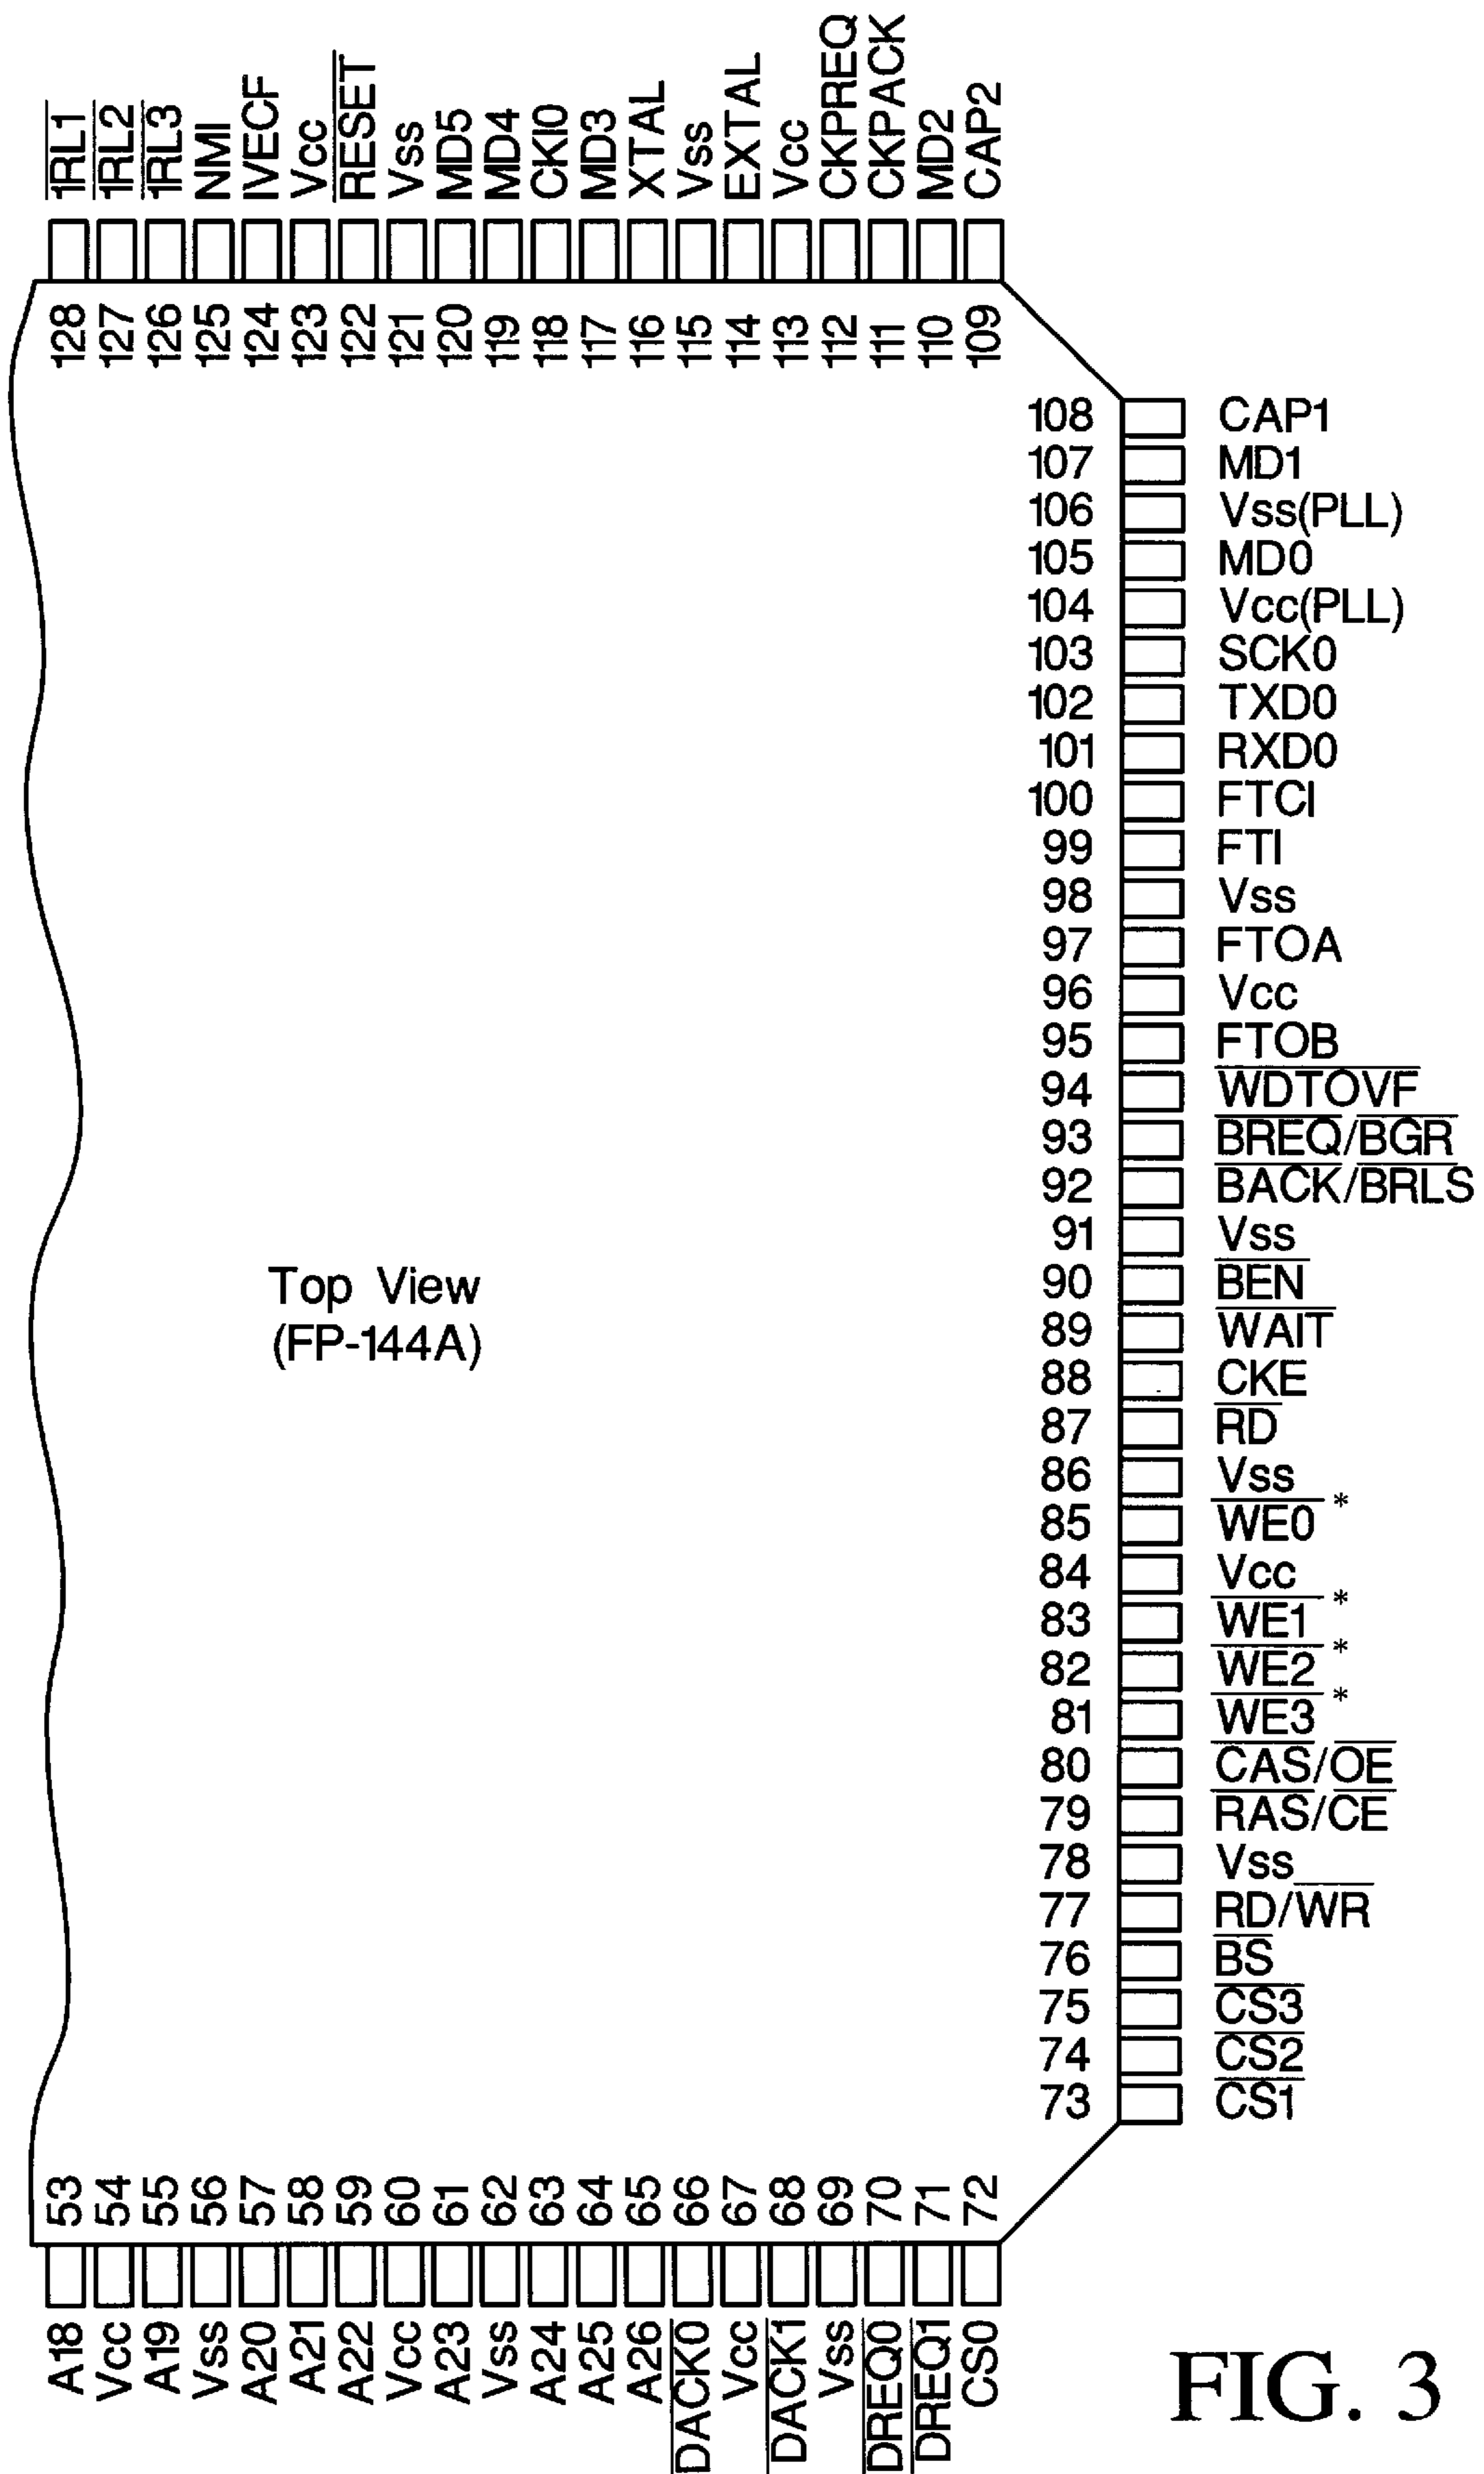 1RL1
1RL2
1RL3
NMI
IVECF
Vcc
RESET
Vss
MD5
MD4
CKI0
MD3
XTAL
Vss
EXTAL
Vcc
CKPREQ
CKPACK
MD2
CAP2
128
127
126
125
124
123
122
121
120
119
118
117
116
115
114
113
112
111
110
109
108 CAP1
107 MD1
106 Vss(PLL)
105 MD0
104 Vcc(PLL)
103 SCK0
102 TXD0
101 RXD0
100 FTCI
99 FTI
98 Vss
97 FTOA
96 Vcc
95 FTOB
94 WDTOVF
93 BREQ/BGR
92 BACK/BRLS
91 Vss
90 BEN
89 WAIT
88 CKE
87 RD
86 Vss
85 WE0*
84 Vcc
83 WE1*
82 WE2*
81 WE3*
80 CAS/OE
79 RAS/CE
78 Vss
77 RD/WR
76 BS
75 CS3
74 CS2
73 CS1
Top View
(FP-144A)
53
54
55
56
57
58
59
60
61
62
63
64
65
66
67
68
69
70
71
72
A18
Vcc
A19
Vss
A20
A21
A22
Vcc
A23
Vss
A24
A25
A26
DACK0
Vcc
DACK1
Vss
DREQ0
DREQ1
CS0
FIG. 3